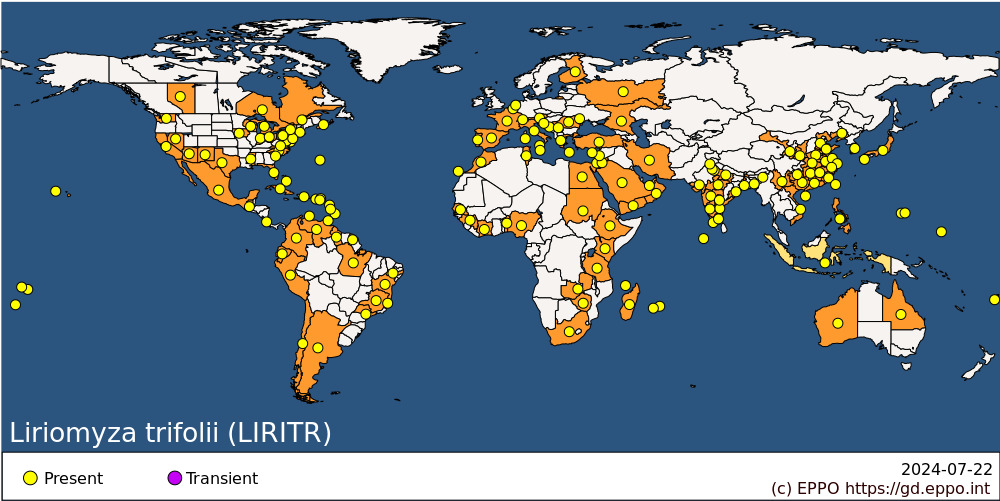 Liriomyza trifolii (LIRITR)
Present
Transient
2024-07-22
(c) EPPO https://gd.eppo.int